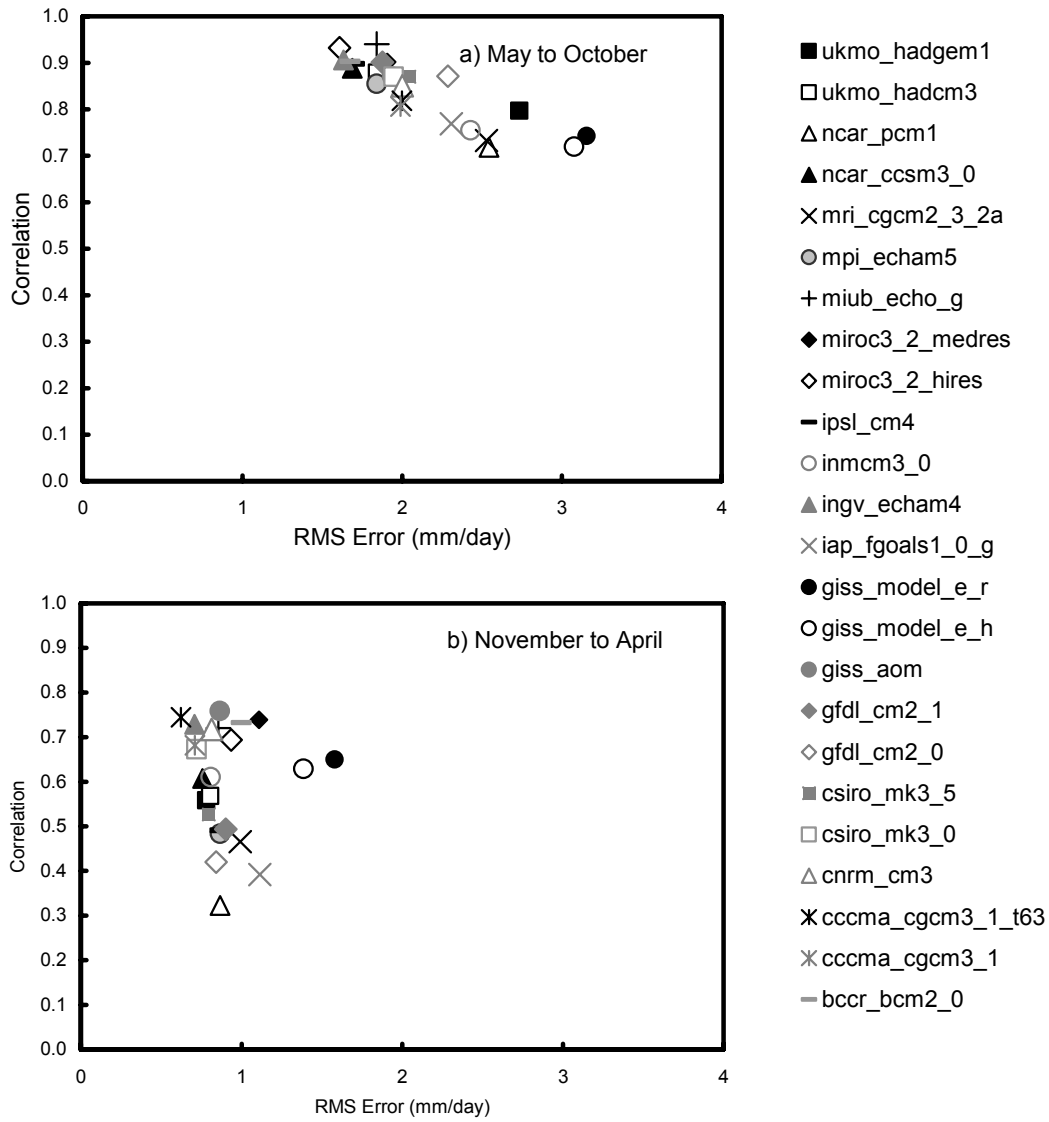 1.0
0.9
0.8
0.7
0.6
0.5
0.4
0.3
0.2
0.1
0.0
Correlation
a) May to October
0 1 2 3 4
RMS Error (mm/day)
1.0
0.9
0.8
0.7
0.6
0.5
0.4
0.3
0.2
0.1
0.0
Correlation
b) November to April
0 1 2 3 4
RMS Error (mm/day)
ukmo_hadgem1
ukmo_hadcm3
ncar_pcm1
ncar_ccsm3_0
mri_cgcm2_3_2a
mpi_echam5
miub_echo_g
miroc3_2_medres
miroc3_2_hires
ipsl_cm4
inmcm3_0
ingv_echam4
iap_fgoals1_0_g
giss_model_e_r
giss_model_e_h
giss_aom
gfdl_cm2_1
gfdl_cm2_0
csiro_mk3_5
csiro_mk3_0
cnrm_cm3
cccma_cgcm3_1_t63
cccma_cgcm3_1
bccr_bcm2_0